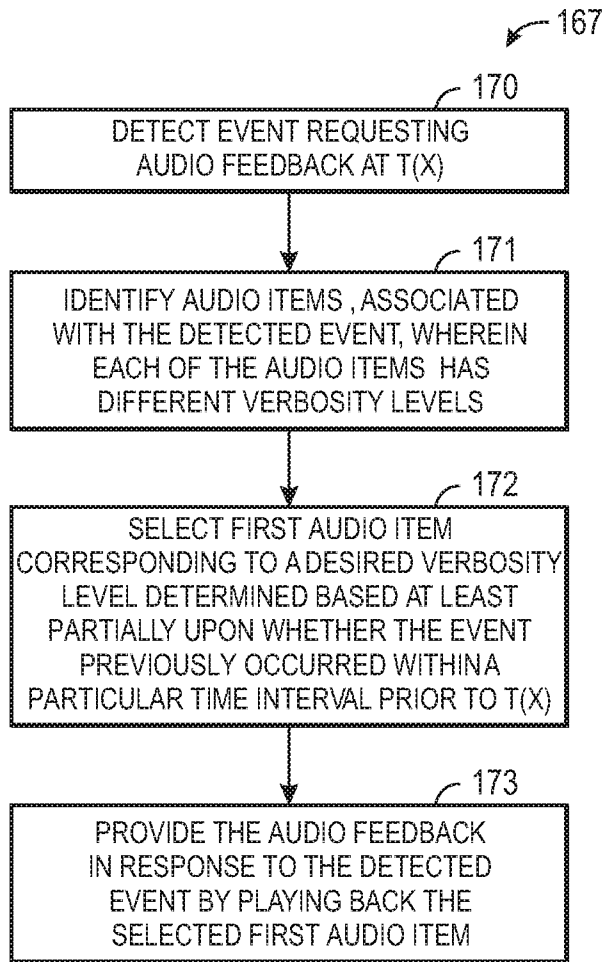 167
170
DETECT EVENT REQUESTING
AUDIO FEEDBACK AT T(X)
171
IDENTIFY AUDIO ITEMS , ASSOCIATED
WITH THE DETECTED EVENT, WHEREIN
EACH OF THE AUDIO ITEMS HAS
DIFFERENT VERBOSITY LEVELS
172
SELECT FIRST AUDIO ITEM
CORRESPONDING TO A DESIRED VERBOSITY
LEVEL DETERMINED BASED AT LEAST
PARTIALLY UPON WHETHER THE EVENT
PREVIOUSLY OCCURRED WITHIN A
PARTICULAR TIME INTERVAL PRIOR TO T(X)
173
PROVIDE THE AUDIO FEEDBACK
IN RESPONSE TO THE DETECTED
EVENT BY PLAYING BACK THE
SELECTED FIRST AUDIO ITEM